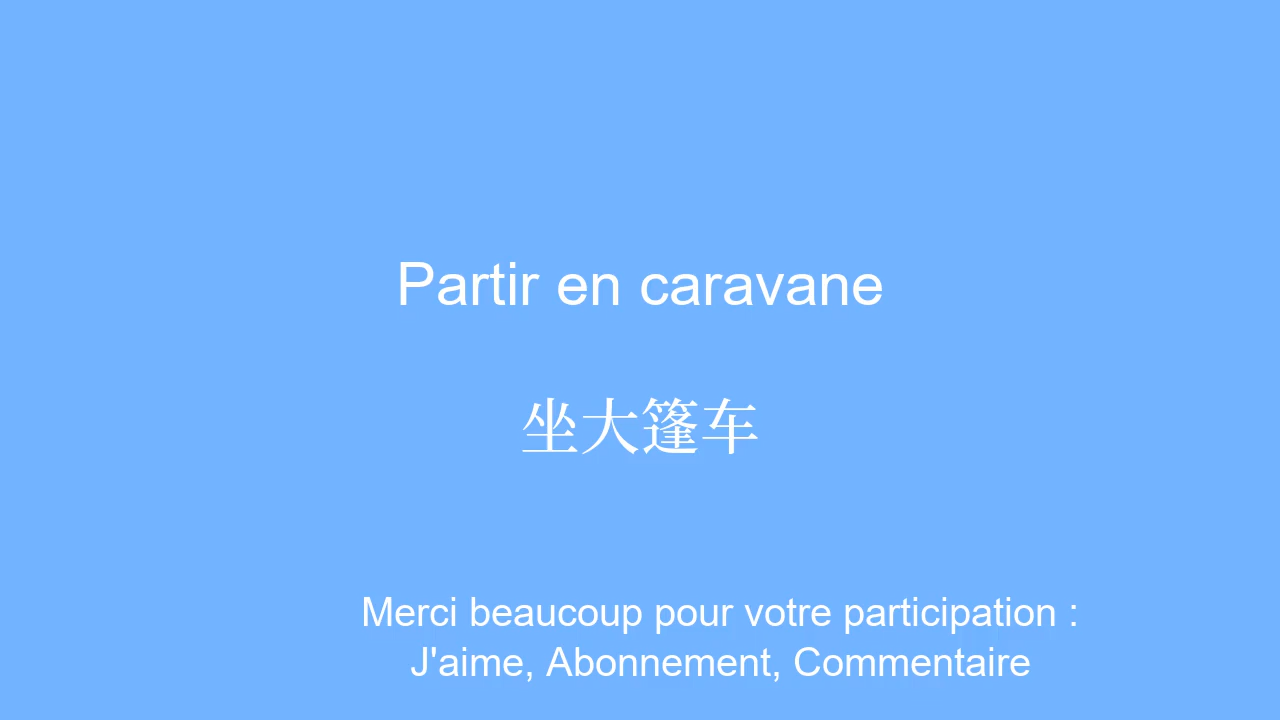 Partir en caravane
坐大篷车
Merci beaucoup pour votre participation :
J'aime, Abonnement, Commentaire